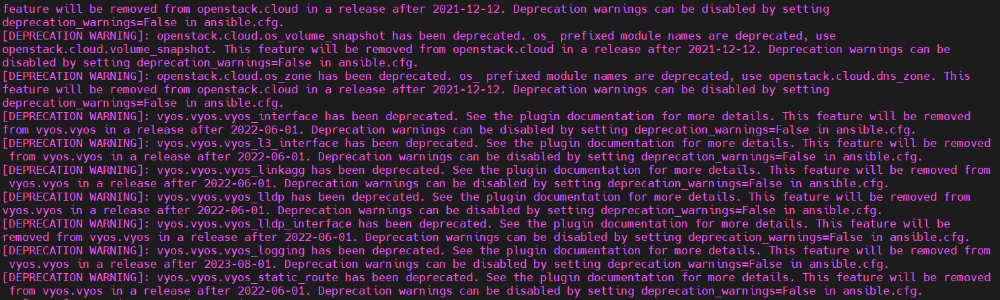 feature will be removed from openstack.cloud in a release after 2021-12-12. Deprecation warnings can be disabled by setting
deprecation_warnings=False in ansible.cfg.
[DEPRECATION WARNING]: openstack.cloud.os_volume_snapshot has been deprecated. os_ prefixed module names are deprecated, use
openstack.cloud.volume_snapshot. This feature will be removed from openstack.cloud in a release after 2021-12-12. Deprecation warnings can be
disabled by setting deprecation_warnings=False in ansible.cfg.
[DEPRECATION WARNING]: openstack.cloud.os_zone has been deprecated. os_ prefixed module names are deprecated, use openstack.cloud.dns_zone. This
feature will be removed from openstack.cloud in a release after 2021-12-12. Deprecation warnings can be disabled by setting
deprecation_warnings=False in ansible.cfg.
[DEPRECATION WARNING]: vyos.vyos.vyos_interface has been deprecated. See the plugin documentation for more details. This feature will be removed
from vyos.vyos in a release after 2022-06-01. Deprecation warnings can be disabled by setting deprecation_warnings=False in ansible.cfg.
[DEPRECATION WARNING]: vyos.vyos.vyos_l3_interface has been deprecated. See the plugin documentation for more details. This feature will be removed
from vyos.vyos in a release after 2022-06-01. Deprecation warnings can be disabled by setting deprecation_warnings=False in ansible.cfg.
[DEPRECATION WARNING]: vyos.vyos.vyos_linkagg has been deprecated. See the plugin documentation for more details. This feature will be removed from
vyos.vyos in a release after 2022-06-01. Deprecation warnings can be disabled by setting deprecation_warnings=False in ansible.cfg.
[DEPRECATION WARNING]: vyos.vyos.vyos_lldp has been deprecated. See the plugin documentation for more details. This feature will be removed from
vyos.vyos in a release after 2022-06-01. Deprecation warnings can be disabled by setting deprecation_warnings=False in ansible.cfg.
[DEPRECATION WARNING]: vyos.vyos.vyos_lldp_interface has been deprecated. See the plugin documentation for more details. This feature will be
removed from vyos.vyos in a release after 2022-06-01. Deprecation warnings can be disabled by setting deprecation_warnings=False in ansible.cfg.
[DEPRECATION WARNING]: vyos.vyos.vyos_logging has been deprecated. See the plugin documentation for more details. This feature will be removed from
vyos.vyos in a release after 2023-08-01. Deprecation warnings can be disabled by setting deprecation_warnings=False in ansible.cfg.
[DEPRECATION WARNING]: vyos.vyos.vyos_static_route has been deprecated. See the plugin documentation for more details. This feature will be removed
from vyos.vyos in a release after 2022-06-01. Deprecation warnings can be disabled by setting deprecation_warnings=False in ansible.cfg.